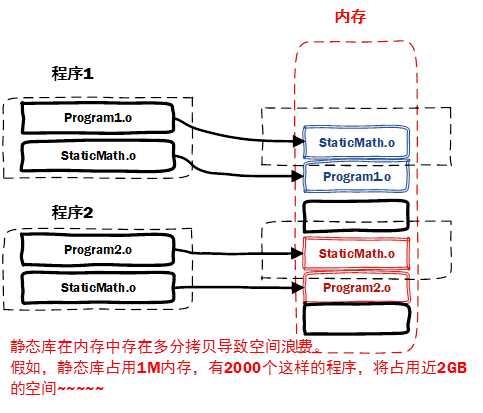 内存
程序1
Program1.o
StaticMath.o
StaticMath.o
Program1.o
程序2
Program2.o
StaticMath.o
StaticMath.o
Program2.o
静态库在内存中存在多分拷贝导致空间浪费。
假如，静态库占用1M内存，有2000个这样的程序，将占用近2GB
的空间~~~~~